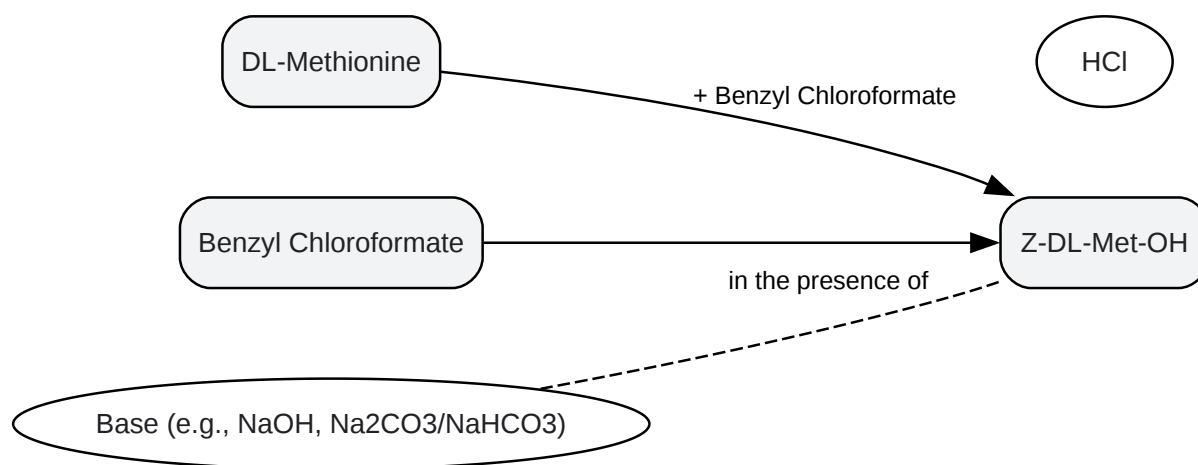 DL-Methionine
HCl
+ Benzyl Chloroformate
Benzyl Chloroformate
Z-DL-Met-OH
in the presence of
Base (e.g., NaOH, Na2CO3/NaHCO3)